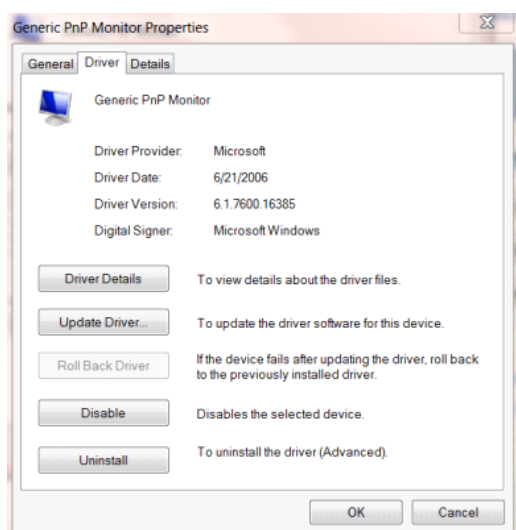 Generic PnP Monitor Properties
General Driver Details
Generic PnP Monitor
Driver Provider: Microsoft
Driver Date: 6/21/2006
Driver Version: 6.1.7600.16385
Digital Signer: Microsoft Windows
Driver Details To view details about the driver files.
Update Driver... To update the driver software for this device.
Roll Back Driver If the device fails after updating the driver, roll back
to the previously installed driver.
Disable Disables the selected device.
Uninstall To uninstall the driver (Advanced).
OK Cancel